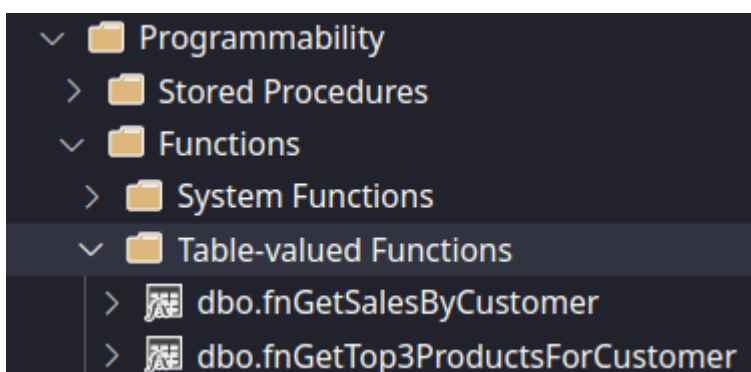 Programmability
Stored Procedures
Functions
System Functions
Table-valued Functions
dbo.fnGetSalesByCustomer
dbo.fnGetTop3ProductsForCustomer